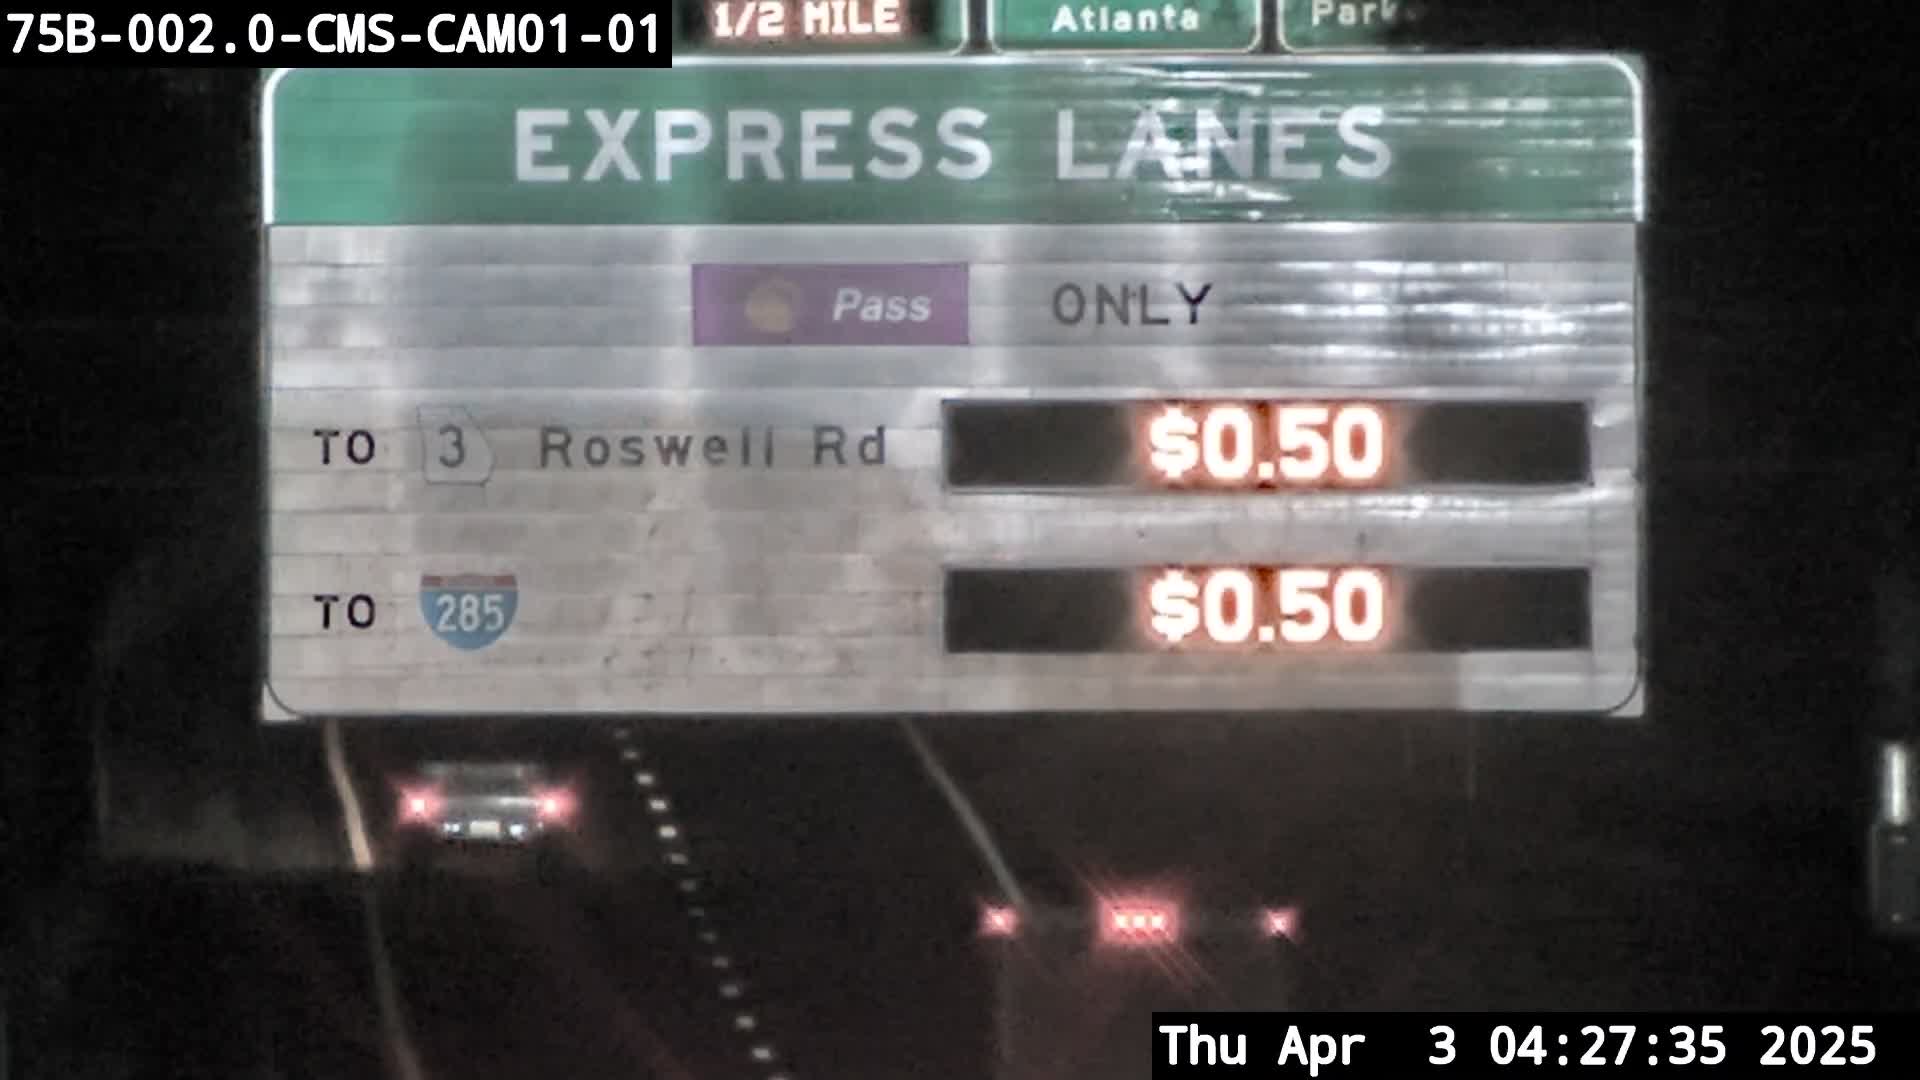 75B-002.0-CMS-CAM01-01
1/2 MILE
Atlanta
Park
EXPRESS LANES
Pass ONLY
TO 3 Roswell Rd $0.50
TO 285 $0.50
Thu Apr 3 04:27:35 2025